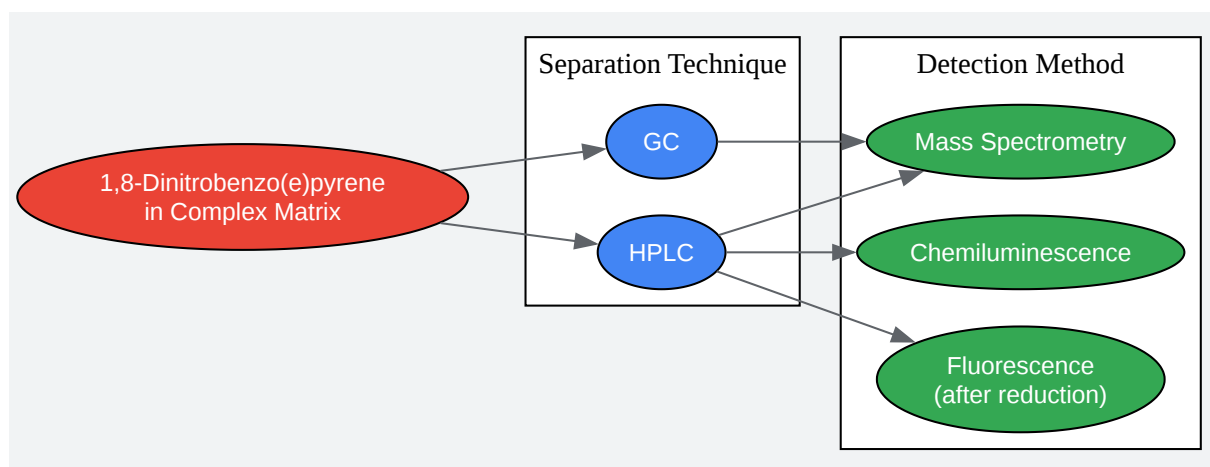 Separation Technique
Detection Method
1,8-Dinitrobenzo(e)pyrene
in Complex Matrix
GC
HPLC
Mass Spectrometry
Chemiluminescence
Fluorescence
(after reduction)